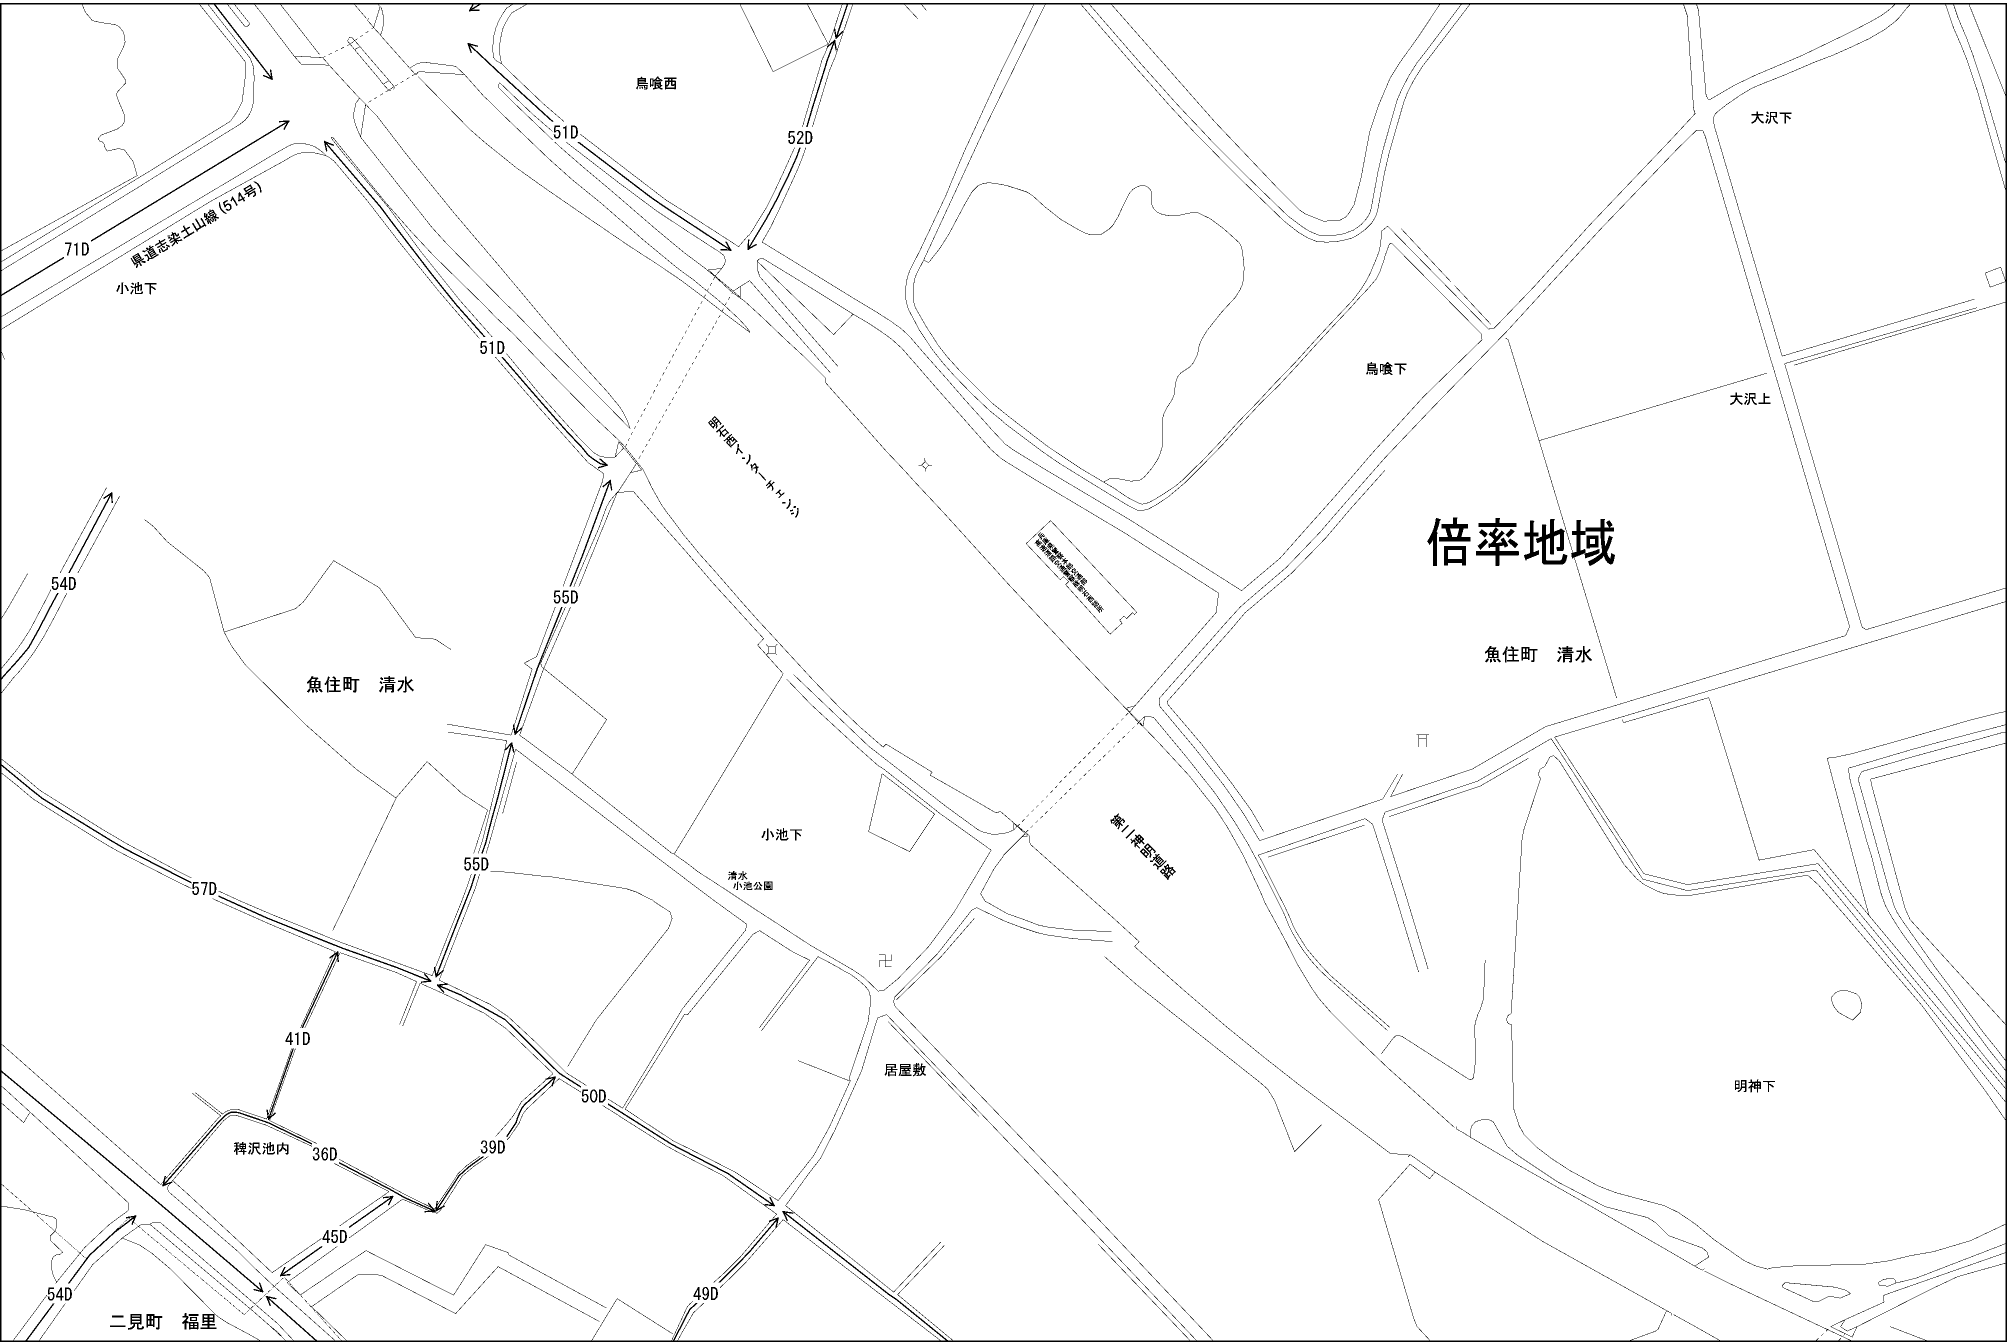 鳥喰西
51D
52D
大沢下
71D
県道志染土山線(514号)
小池下
51D
鳥喰下
大沢上
明石西インターチェンジ
倍率地域
54D
55D
魚住町　清水
魚住町　清水
小池下
第二神明道路
55D
清水
小池公園
57D
41D
居屋敷
明神下
50D
稗沢池内
36D
39D
45D
54D
49D
二見町　福里